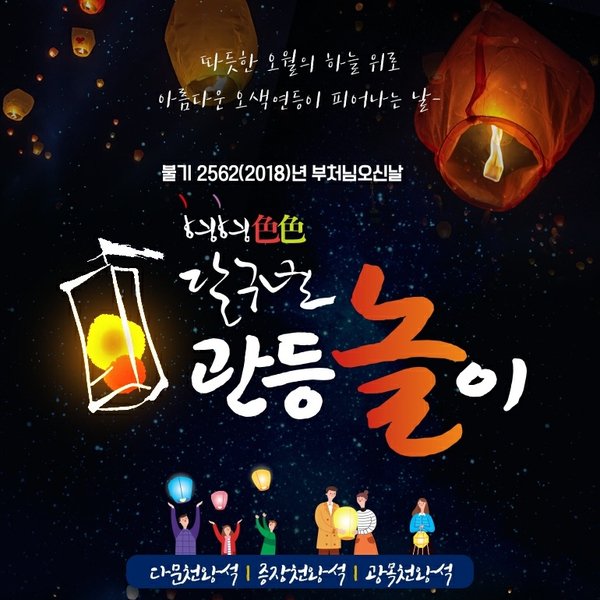 따듯한 오월의 하늘 위로
아름다운 오색연등이 피어나는 날-
불기 2562(2018)년 부처님오신날
형형色色
달구벌
관등놀이
다문천왕석 | 증장천왕석 | 광목천왕석